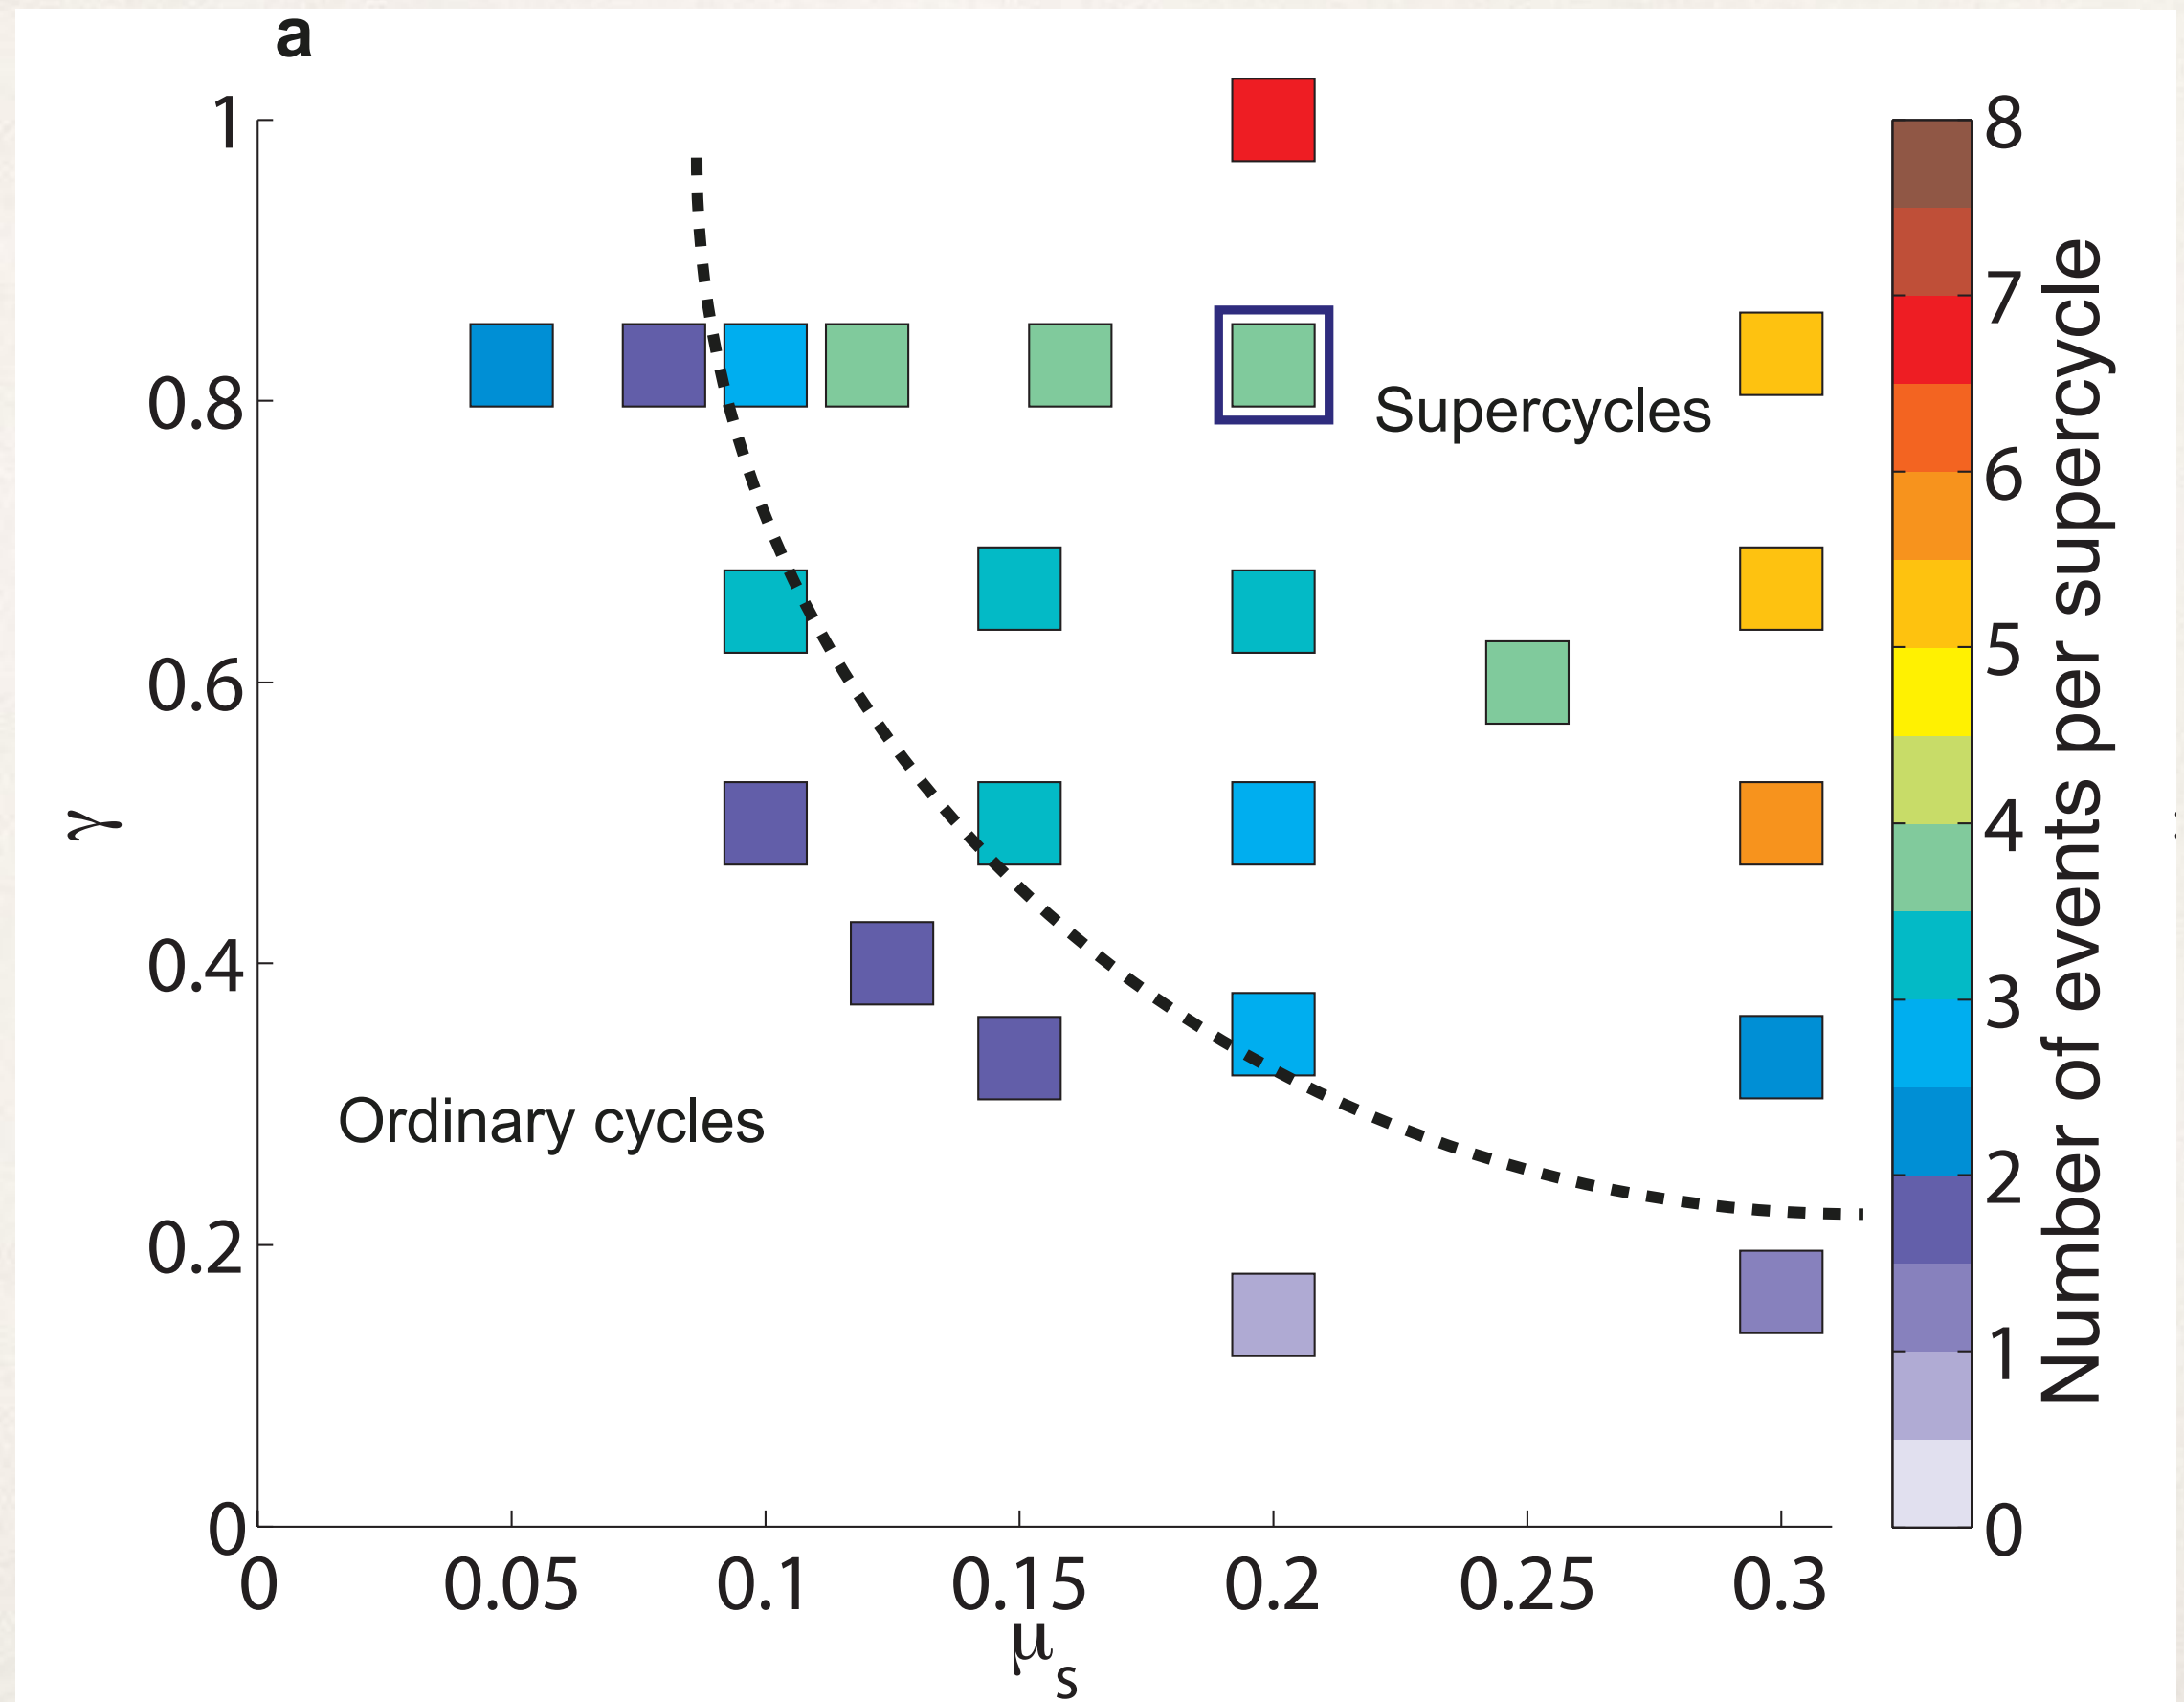 a
1
0.8
0.6
0.4
0.2
0
γ
0 0.05 0.1 0.15 0.2 0.25 0.3
μs
Supercycles
Ordinary cycles
8
7
6
5
4
3
2
1
0
Number of events per supercycle